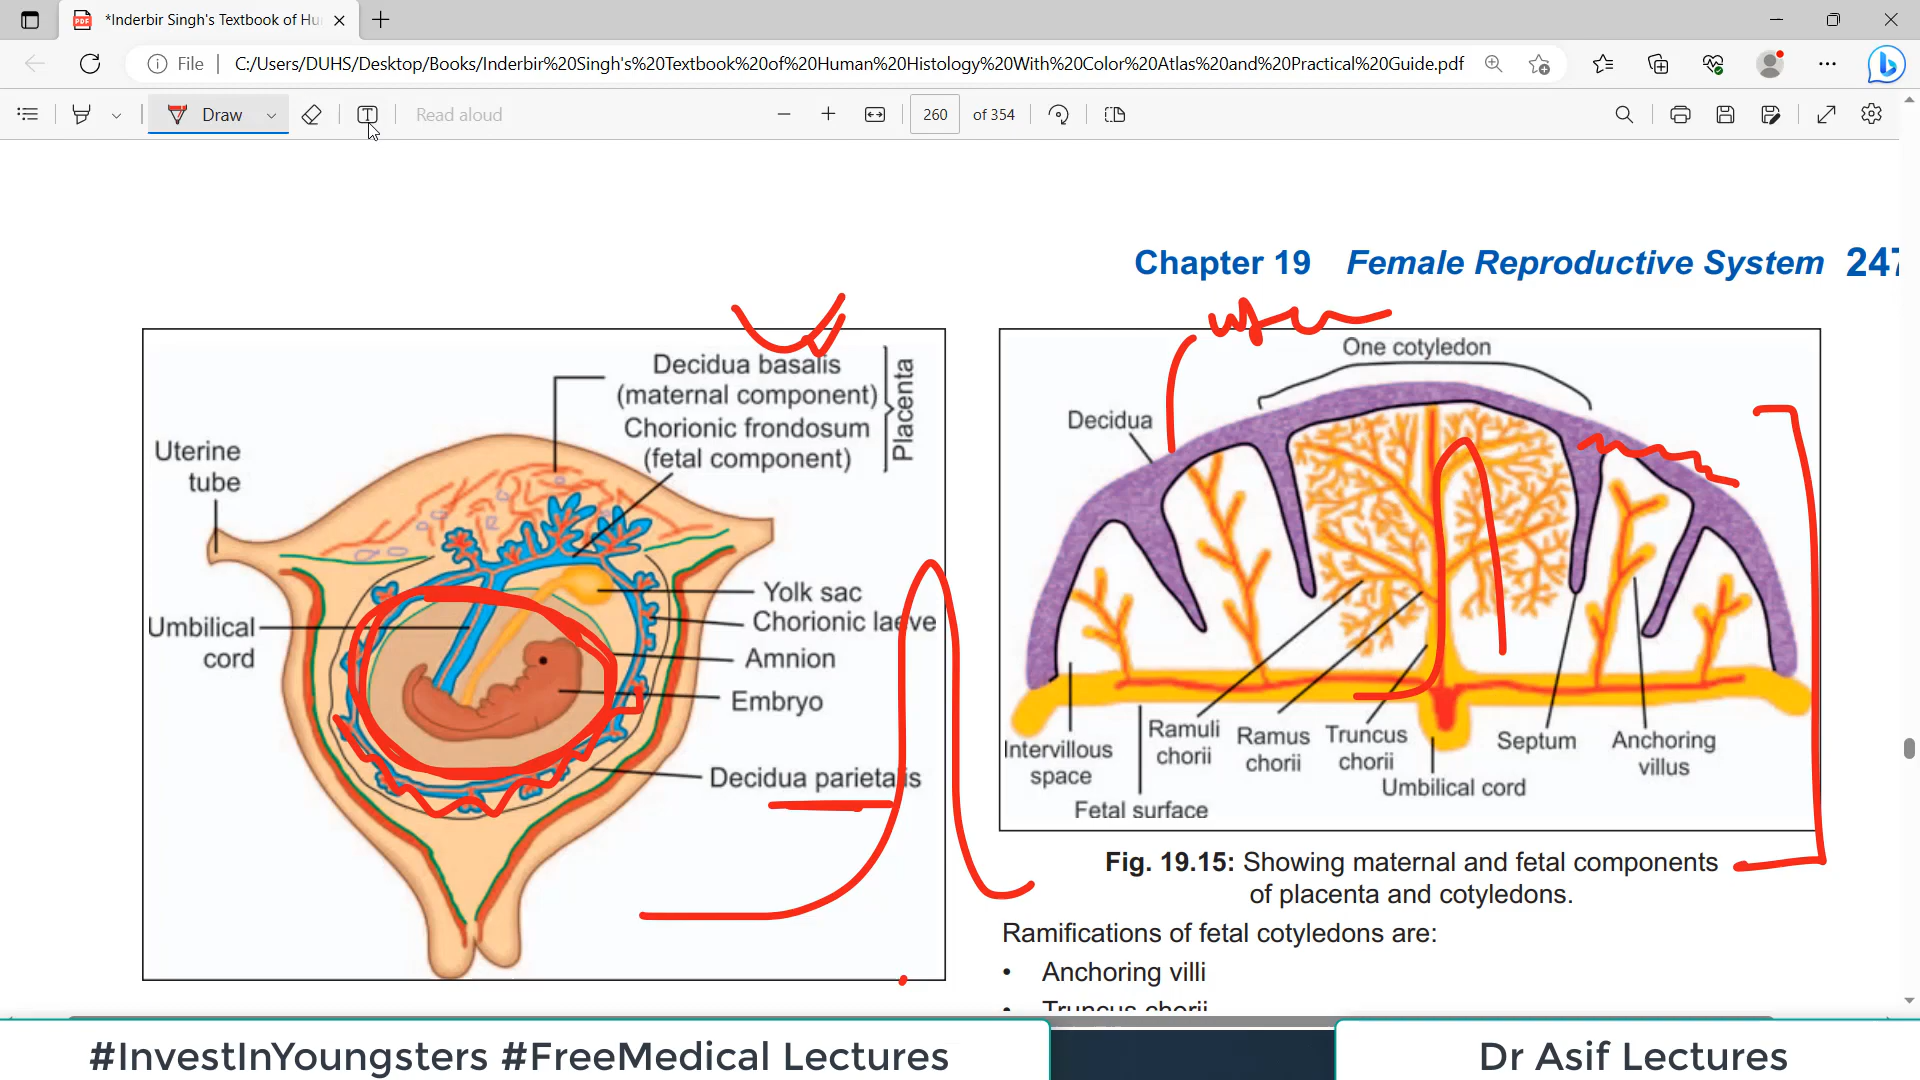 *Inderbir Singh's Textbook of Hu
File
C:/Users/DUHS/Desktop/Books/Inderbir%20Singh's%20Textbook%20of%20Human%20Histology%20With%20Color%20Atlas%20and%20Practical%20Guide.pdf
Draw
Read aloud
260 of 354
Chapter 19 Female Reproductive System 247
Decidua basalis
(maternal component)
Chorionic frondosum
(fetal component)
Placenta
Uterine
tube
Umbilical
cord
Yolk sac
Chorionic laeve
Amnion
Embryo
Decidua parietalis
One cotyledon
Decidua
Intervillous
space
Fetal surface
Ramuli
chorii
Ramus
chorii
Truncus
chorii
Umbilical cord
Septum
Anchoring
villus
Fig. 19.15: Showing maternal and fetal components
of placenta and cotyledons.
Ramifications of fetal cotyledons are:
• Anchoring villi
• Truncus chorii
#InvestInYoungsters #FreeMedical Lectures
Dr Asif Lectures